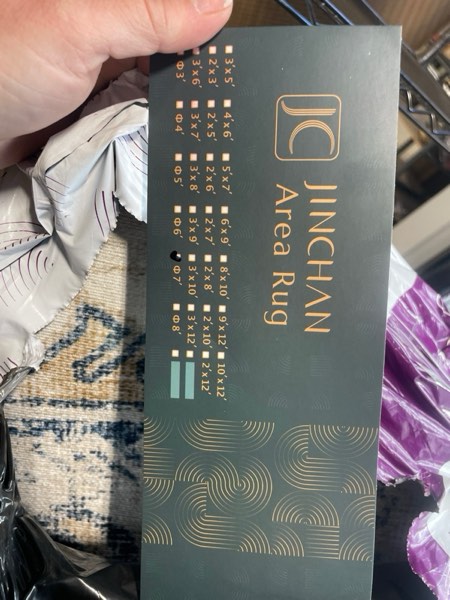 JC
JINCHAN
Area Rug
3'x5' 4'x6' 5'x7' 6'x9' 8'x10' 9'x12' 10'x12'
2'x3' 2'x5' 2'x6' 2'x7' 2'x8' 2'x10' 2'x12'
3'x6' 3'x7' 3'x8' 3'x9' 3'x10' 3'x12'
Φ3' Φ4' Φ5' Φ6' Φ7' Φ8'